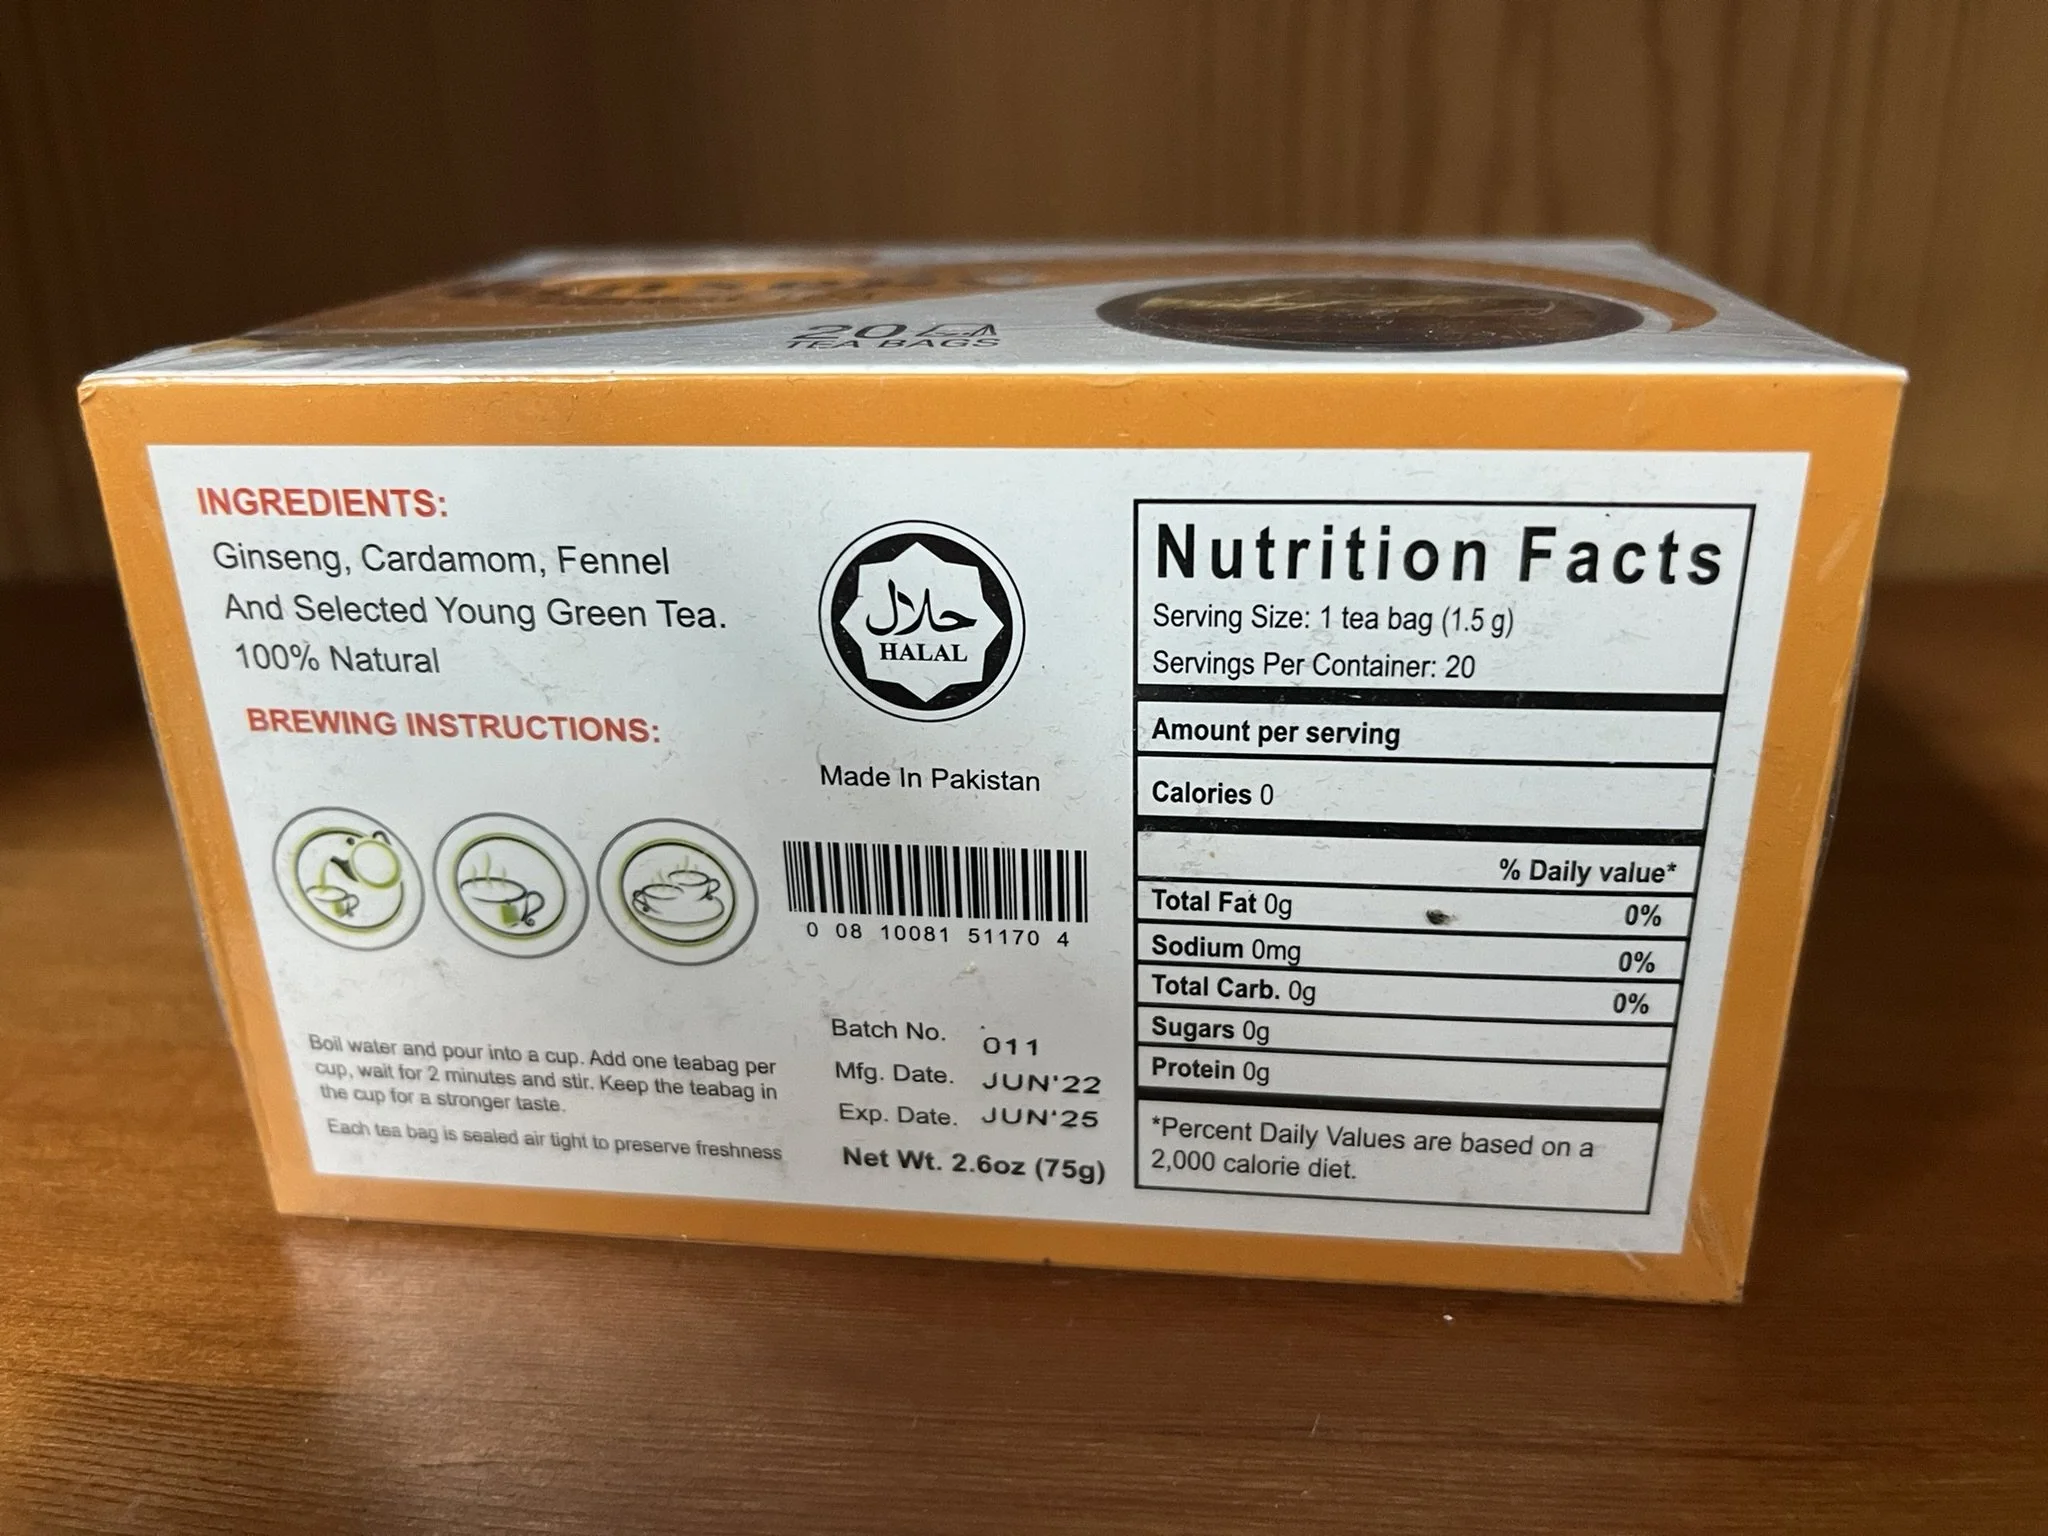 20
TEA BAGS
INGREDIENTS:
Ginseng, Cardamom, Fennel
And Selected Young Green Tea.
100% Natural
BREWING INSTRUCTIONS:
Boil water and pour into a cup. Add one teabag per
cup, wait for 2 minutes and stir. Keep the teabag in
the cup for a stronger taste.
Each tea bag is sealed air tight to preserve freshness
حلال
HALAL
Made In Pakistan
0 08 10081 51170 4
Batch No. 011
Mfg. Date. JUN'22
Exp. Date. JUN'25
Net Wt. 2.6oz (75g)
Nutrition Facts
Serving Size: 1 tea bag (1.5 g)
Servings Per Container: 20
Amount per serving
Calories 0
% Daily value*
Total Fat 0g 0%
Sodium 0mg 0%
Total Carb. 0g 0%
Sugars 0g
Protein 0g
*Percent Daily Values are based on a
2,000 calorie diet.